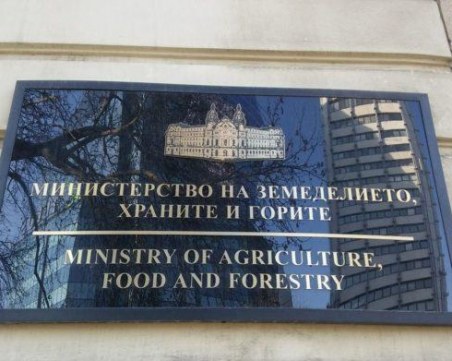 МИНИСТЕРСТВО НА ЗЕМЕДЕЛИЕТО,
ХРАНИТЕ И ГОРИТЕ
MINISTRY OF AGRICULTURE,
FOOD AND FORESTRY